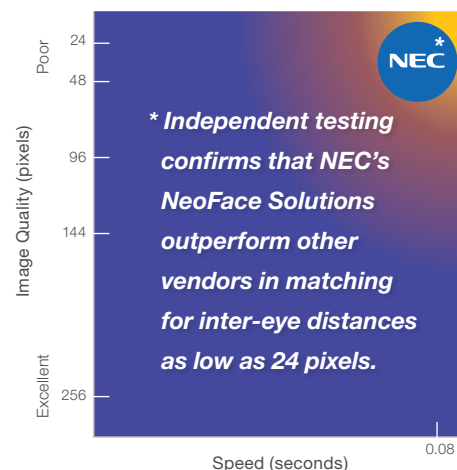 Poor
24
48
96
144
256
Excellent
Image Quality (pixels)
NEC*
* Independent testing
confirms that NEC's
NeoFace Solutions
outperform other
vendors in matching
for inter-eye distances
as low as 24 pixels.
0.08
Speed (seconds)